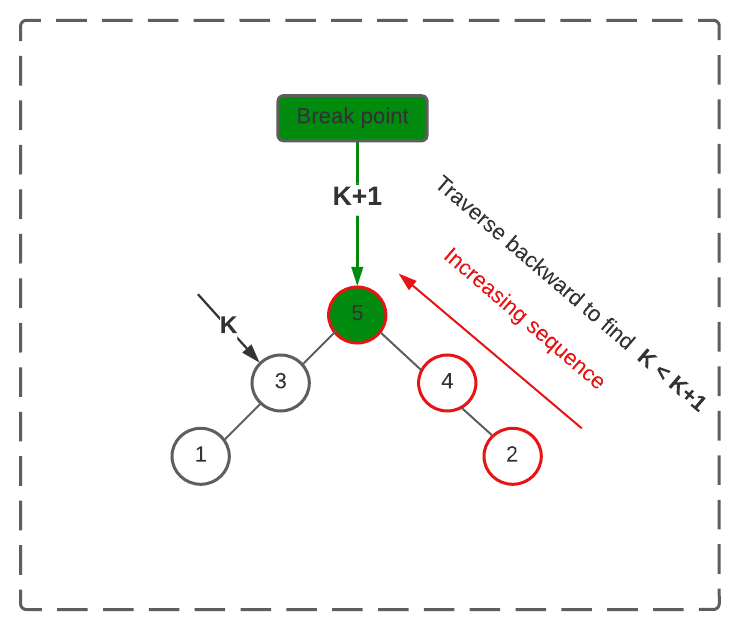 Break point
K+1
Traverse backward to find K < K+1
Increasing sequence
K
5
3
4
1
2